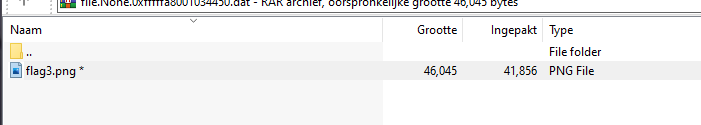 file.None.0xfffffa8001034450.dat - RAR archief, oorspronkelijke grootte 46,045 bytes
Naam Grootte Ingepakt Type
.. File folder
flag3.png * 46,045 41,856 PNG File